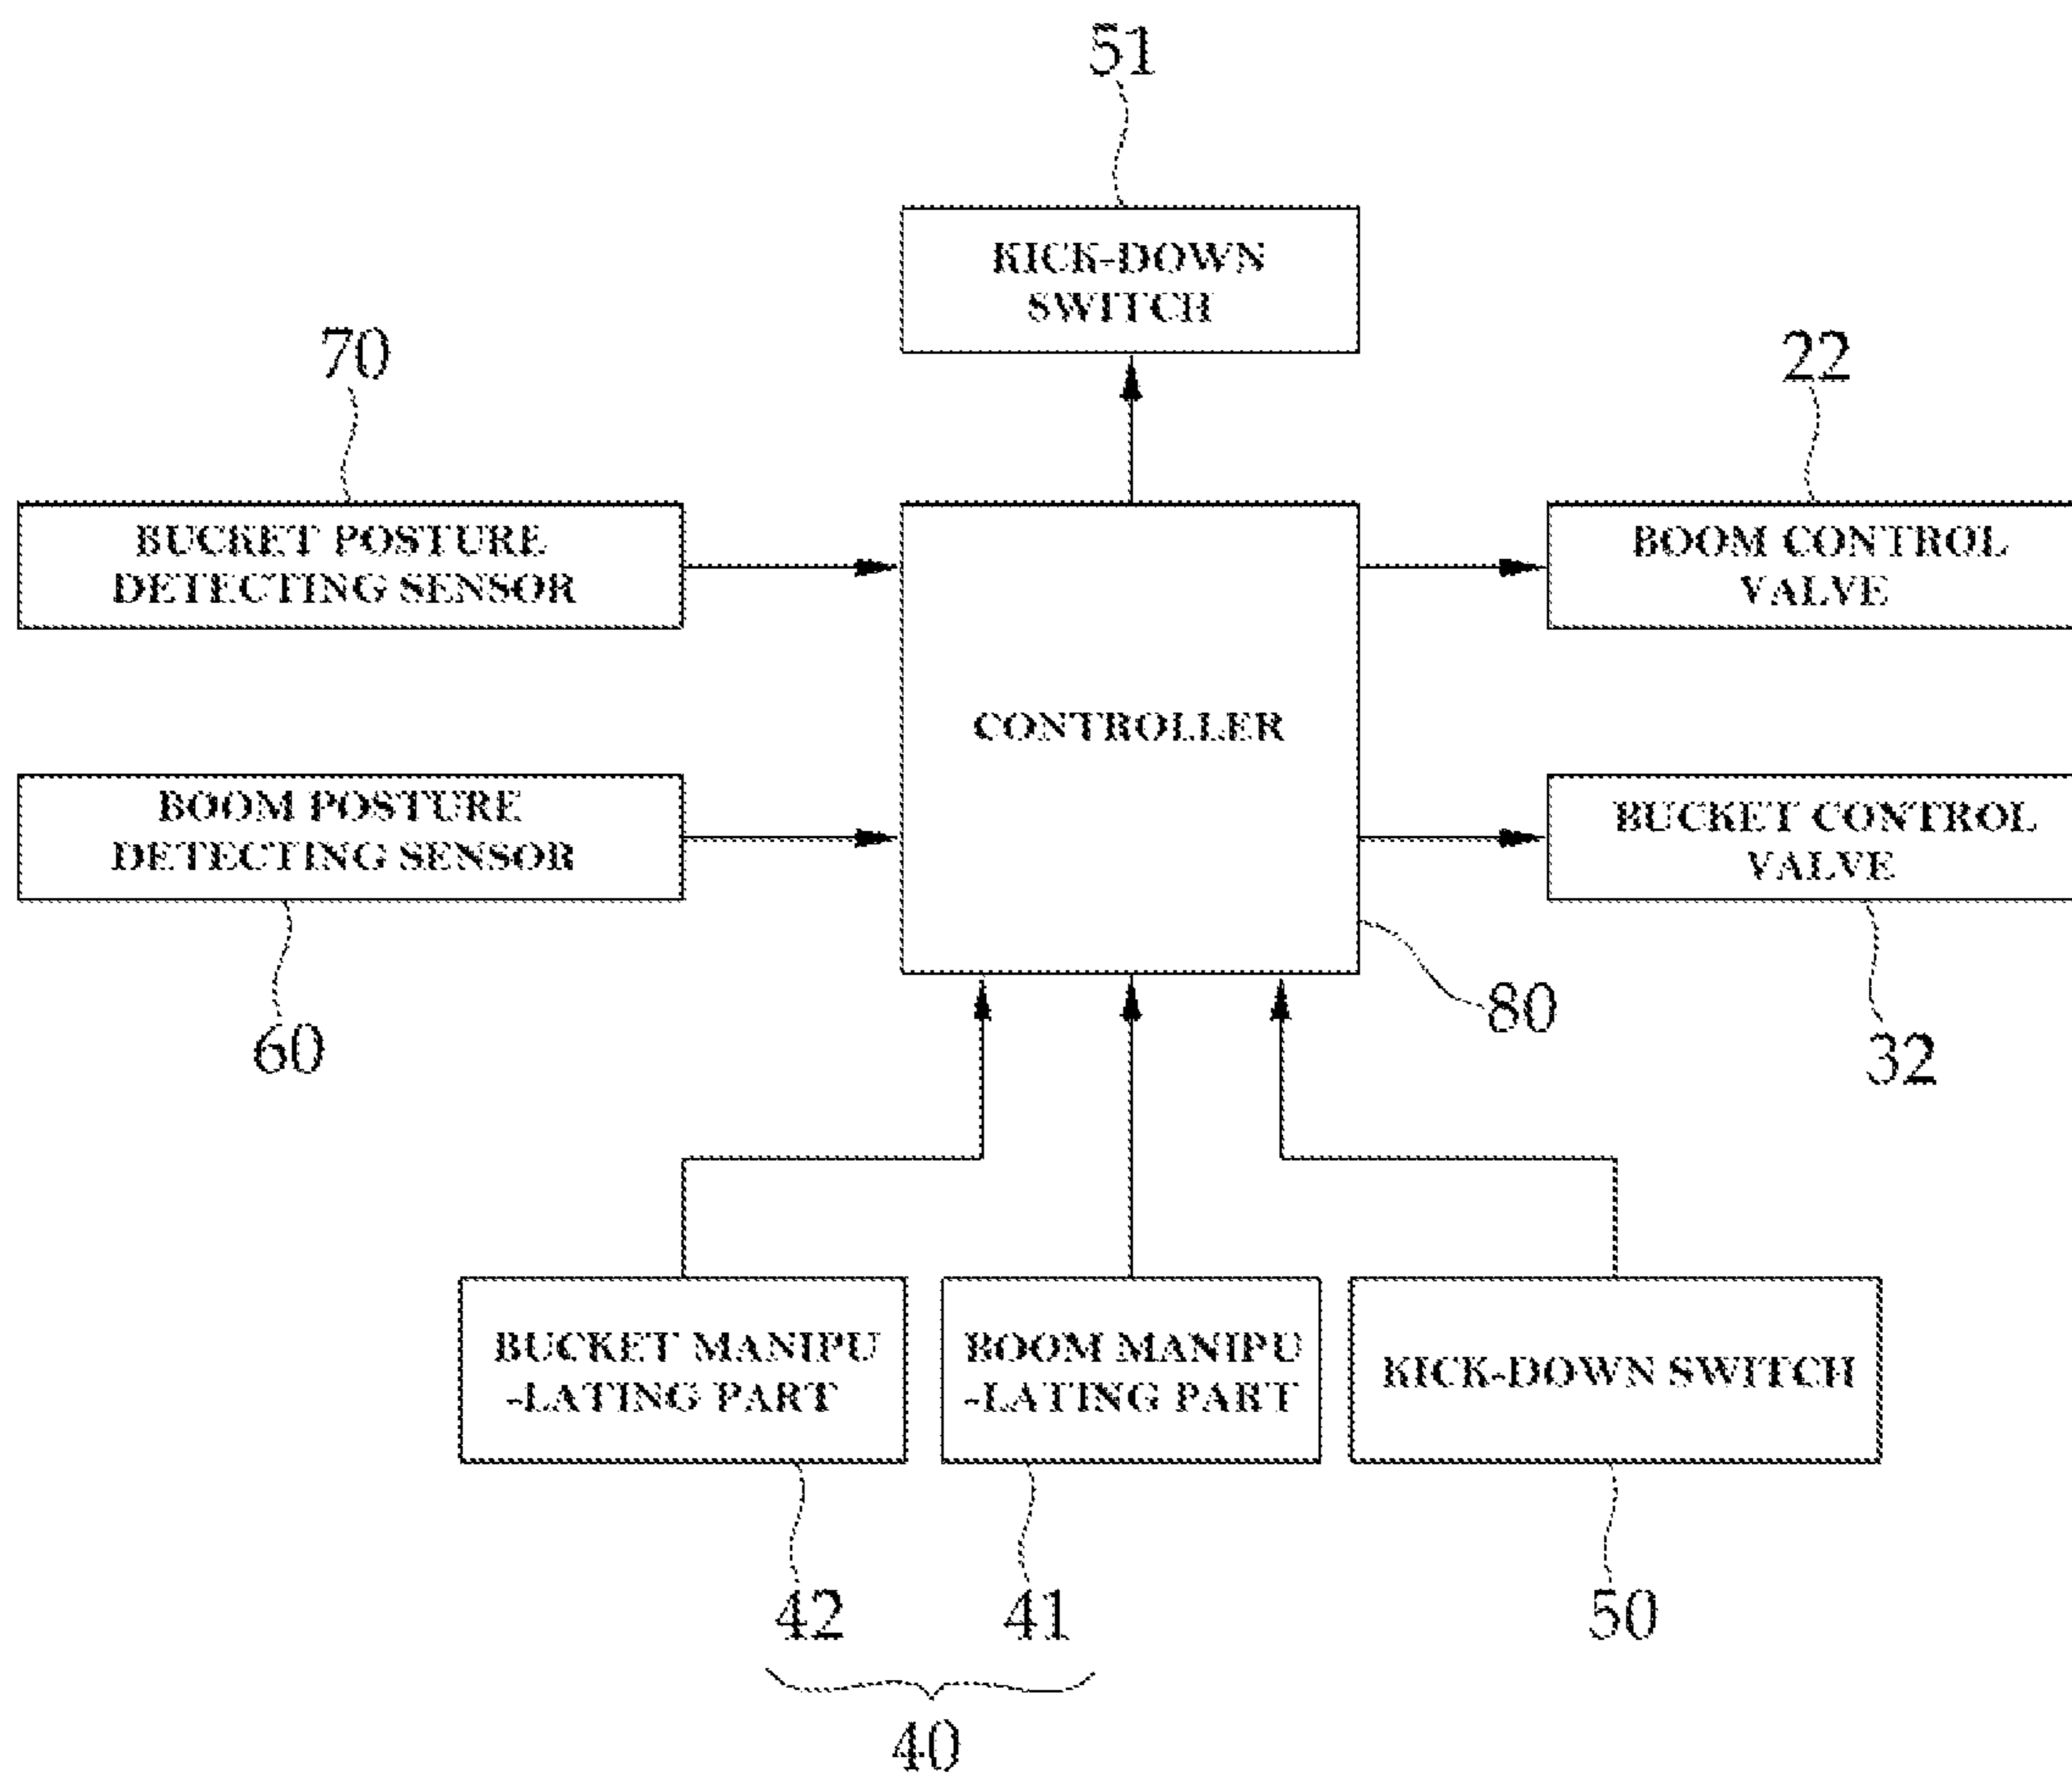 51
KICK-DOWN
SWITCH
70
22
BUCKET POSTURE
DETECTING SENSOR
BOOM CONTROL
VALVE
CONTROLLER
BOOM POSTURE
DETECTING SENSOR
BUCKET CONTROL
VALVE
80
60
32
BUCKET MANIPU
-LATING PART
BOOM MANIPU
-LATING PART
KICK-DOWN SWITCH
42
41
50
40